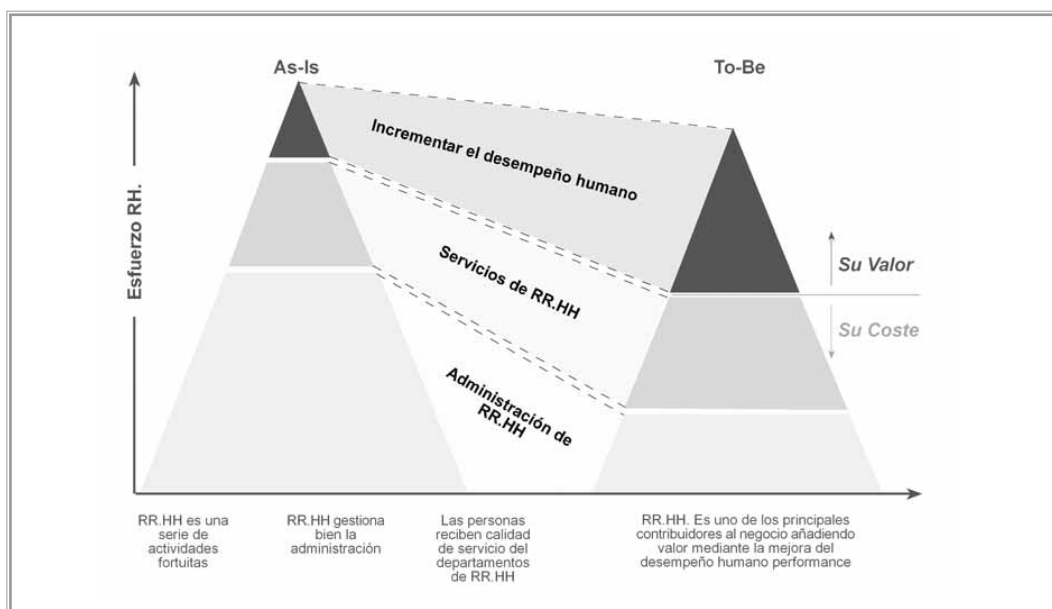 As-Is
To-Be
Esfuerzo RH.
Incrementar el desempeño humano
Servicios de RR.HH
Administración de
RR.HH
Su Valor
Su Coste
RR.HH es una
serie de
actividades
fortuitas
RR.HH gestiona
bien la
administración
Las personas
reciben calidad
de servicio del
departamentos
de RR.HH
RR.HH. Es uno de los principales
contribuidores al negocio añadiendo
valor mediante la mejora del
desempeño humano performance